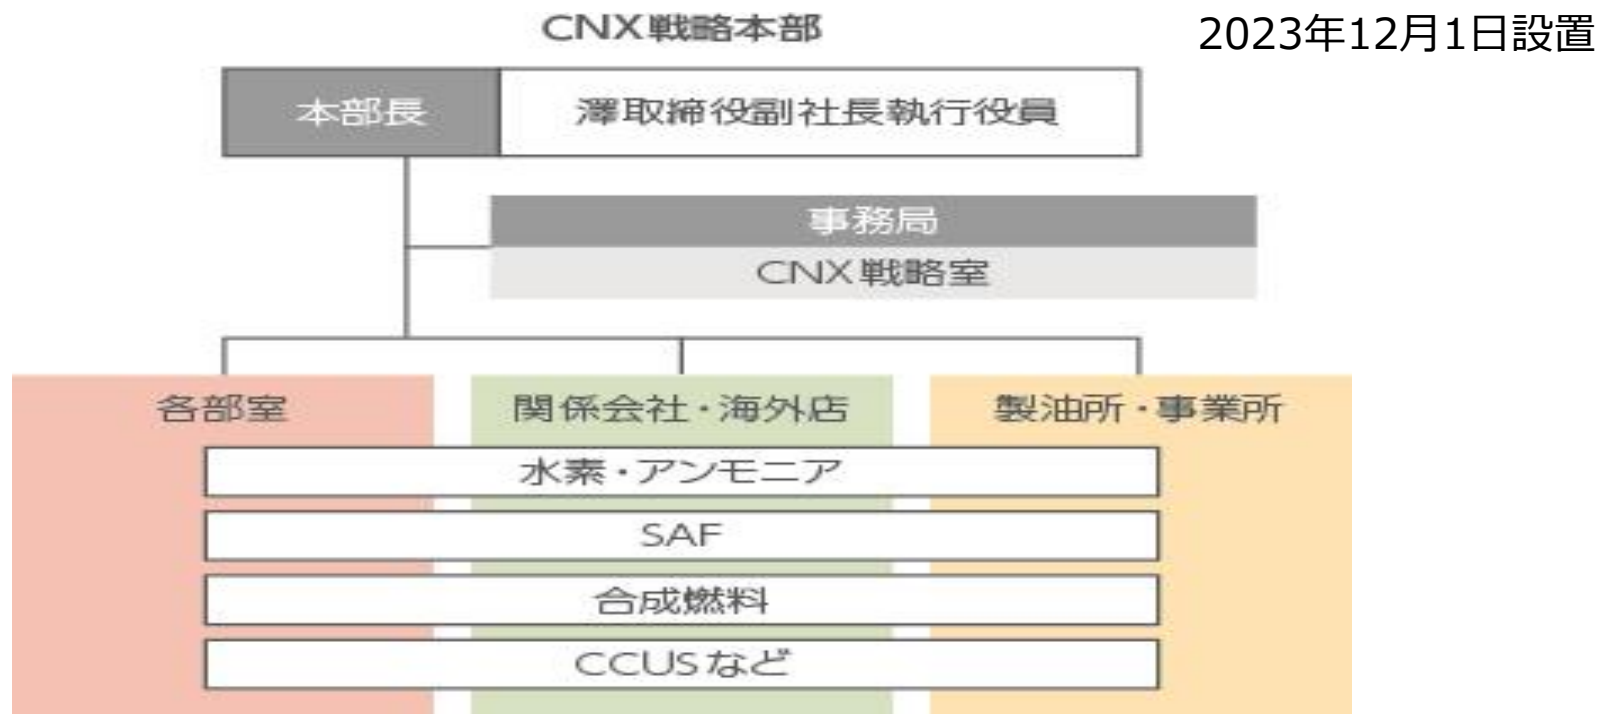 CNX戦略本部
2023年12月1日設置
本部長
澤取締役副社長執行役員
事務局
CNX戦略室
各部室
関係会社・海外店
製油所・事業所
水素・アンモニア
SAF
合成燃料
CCUSなど